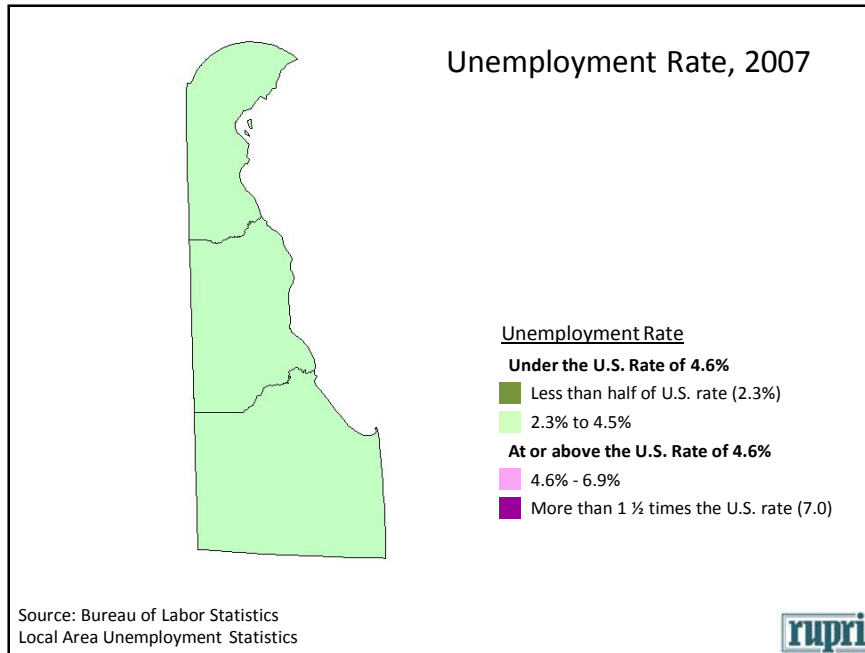 Unemployment Rate, 2007
Unemployment Rate
Under the U.S. Rate of 4.6%
Less than half of U.S. rate (2.3%)
2.3% to 4.5%
At or above the U.S. Rate of 4.6%
4.6% - 6.9%
More than 1 ½ times the U.S. rate (7.0)
Source: Bureau of Labor Statistics
Local Area Unemployment Statistics
rupri